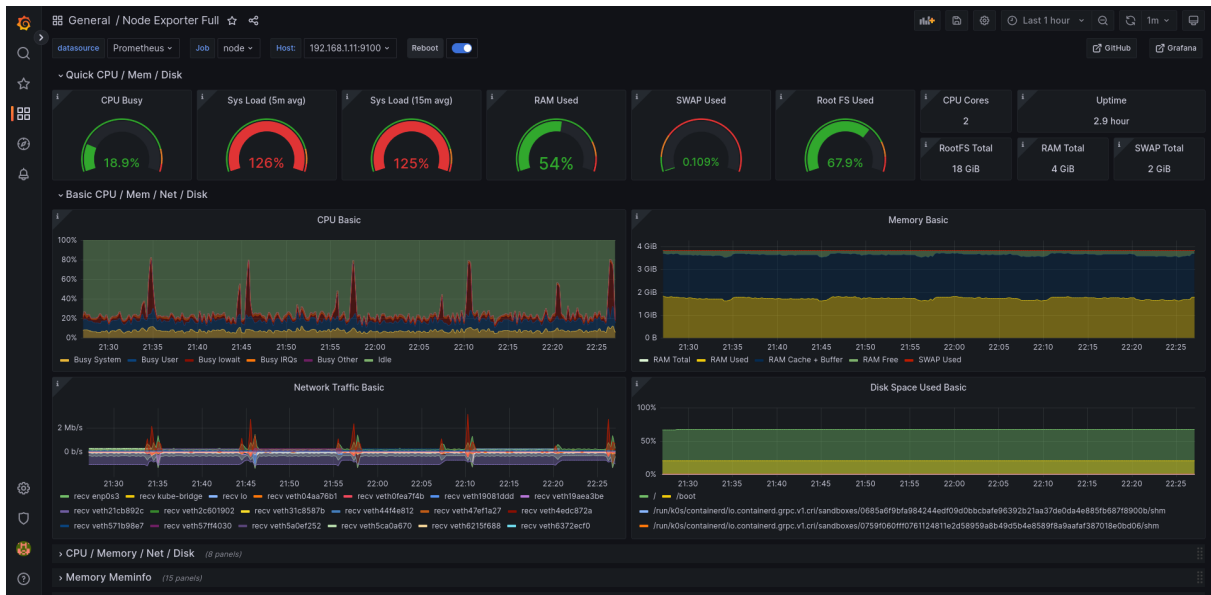 General / Node Exporter Full
Last 1 hour
1m
datasource Prometheus Job node Host: 192.168.1.11:9100 Reboot
GitHub Grafana
Quick CPU / Mem / Disk
CPU Busy
18.9%
Sys Load (5m avg)
126%
Sys Load (15m avg)
125%
RAM Used
54%
SWAP Used
0.109%
Root FS Used
67.9%
CPU Cores
2
Uptime
2.9 hour
RootFS Total
18 GiB
RAM Total
4 GiB
SWAP Total
2 GiB
Basic CPU / Mem / Net / Disk
CPU Basic
100%
80%
60%
40%
20%
0%
21:30 21:35 21:40 21:45 21:50 21:55 22:00 22:05 22:10 22:15 22:20 22:25
Busy System Busy User Busy Iowait Busy IRQs Busy Other Idle
Memory Basic
4 GiB
3 GiB
2 GiB
1 GiB
0 B
21:30 21:35 21:40 21:45 21:50 21:55 22:00 22:05 22:10 22:15 22:20 22:25
RAM Total RAM Used RAM Cache + Buffer RAM Free SWAP Used
Network Traffic Basic
2 Mb/s
0 b/s
21:30 21:35 21:40 21:45 21:50 21:55 22:00 22:05 22:10 22:15 22:20 22:25
recv enp0s3 recv kube-bridge recv lo recv veth04aa76b1 recv veth0fea7f4b recv veth19081ddd recv veth19aea3be
recv veth21cb892c recv veth2c601902 recv veth31c8587b recv veth44f4e812 recv veth47ef1a27 recv veth4edc872a
recv veth571b98e7 recv veth57ff4030 recv veth5a0ef252 recv veth5ca0a670 recv veth6215f688 recv veth6372ecf0
Disk Space Used Basic
100%
50%
0%
21:30 21:35 21:40 21:45 21:50 21:55 22:00 22:05 22:10 22:15 22:20 22:25
/ /boot
/run/k0s/containerd/io.containerd.grpc.v1.cri/sandboxes/0685a6f9bfa984244edf09d0bbcbafe96392b21aa37de0da4e885fb687f8900b/shm
/run/k0s/containerd/io.containerd.grpc.v1.cri/sandboxes/0759f060fff0761124811e2d58959a8b49d5b4e8589f8a9aafaf387018e0bd06/shm
CPU / Memory / Net / Disk (8 panels)
Memory Meminfo (15 panels)